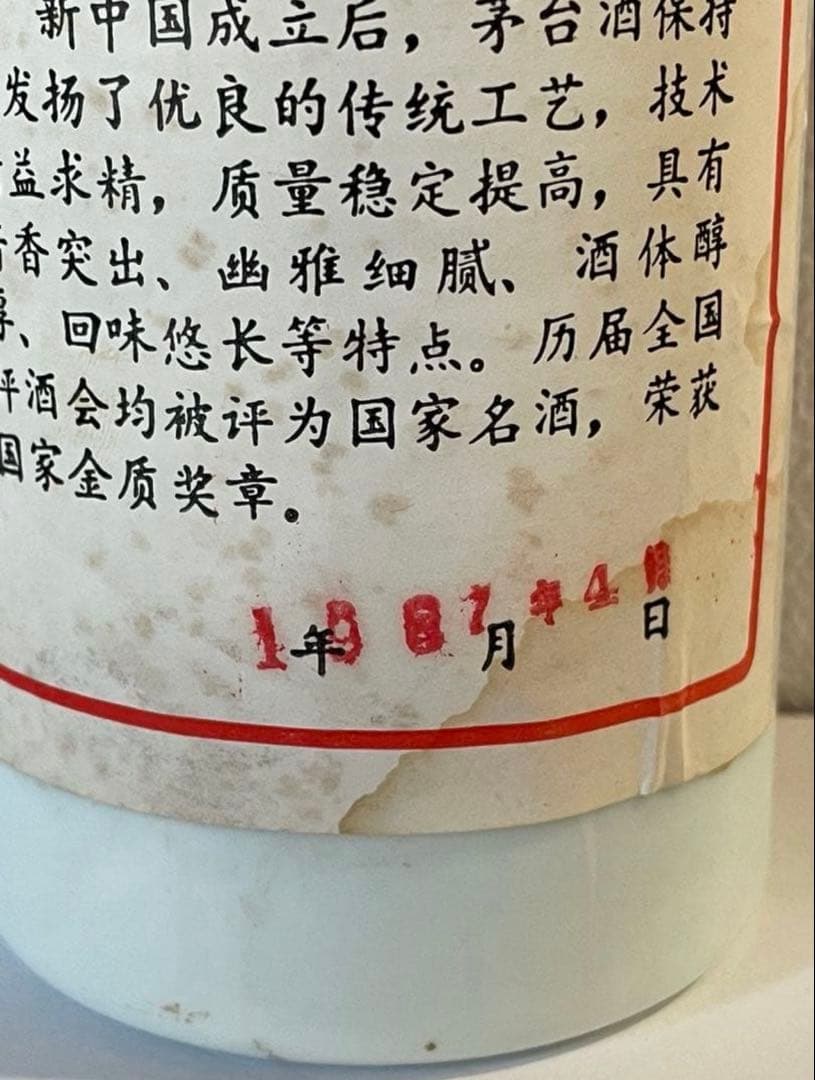 新中国成立后，茅台酒保持
发扬了优良的传统工艺，技术
益求精，质量稳定提高，具有
香突出、幽雅细腻、酒体醇
、回味悠长等特点。历届全国
评酒会均被评为国家名酒，荣获
国家金质奖章。
1987年4月
年 月 日